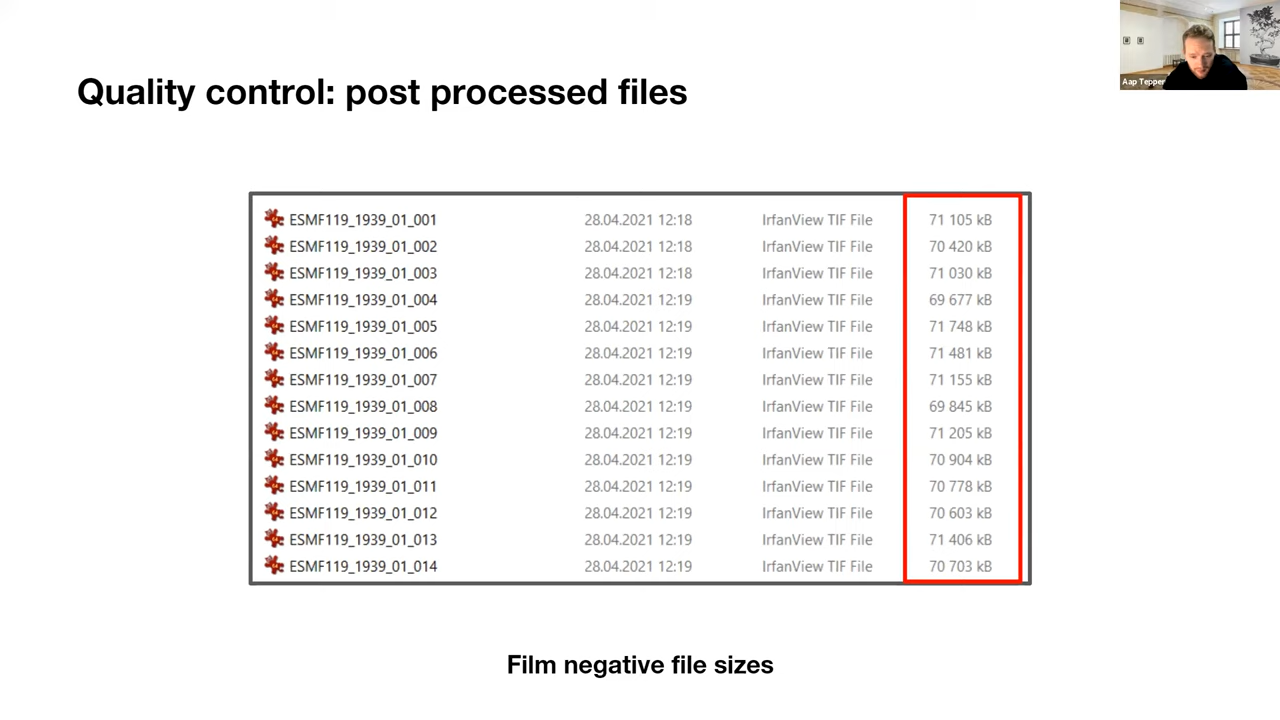 Quality control: post processed files
Aap Tepper
ESMF119_1939_01_001 28.04.2021 12:18 IrfanView TIF File 71 105 kB
ESMF119_1939_01_002 28.04.2021 12:18 IrfanView TIF File 70 420 kB
ESMF119_1939_01_003 28.04.2021 12:18 IrfanView TIF File 71 030 kB
ESMF119_1939_01_004 28.04.2021 12:19 IrfanView TIF File 69 677 kB
ESMF119_1939_01_005 28.04.2021 12:19 IrfanView TIF File 71 748 kB
ESMF119_1939_01_006 28.04.2021 12:19 IrfanView TIF File 71 481 kB
ESMF119_1939_01_007 28.04.2021 12:19 IrfanView TIF File 71 155 kB
ESMF119_1939_01_008 28.04.2021 12:19 IrfanView TIF File 69 845 kB
ESMF119_1939_01_009 28.04.2021 12:19 IrfanView TIF File 71 205 kB
ESMF119_1939_01_010 28.04.2021 12:19 IrfanView TIF File 70 904 kB
ESMF119_1939_01_011 28.04.2021 12:19 IrfanView TIF File 70 778 kB
ESMF119_1939_01_012 28.04.2021 12:19 IrfanView TIF File 70 603 kB
ESMF119_1939_01_013 28.04.2021 12:19 IrfanView TIF File 71 406 kB
ESMF119_1939_01_014 28.04.2021 12:19 IrfanView TIF File 70 703 kB
Film negative file sizes